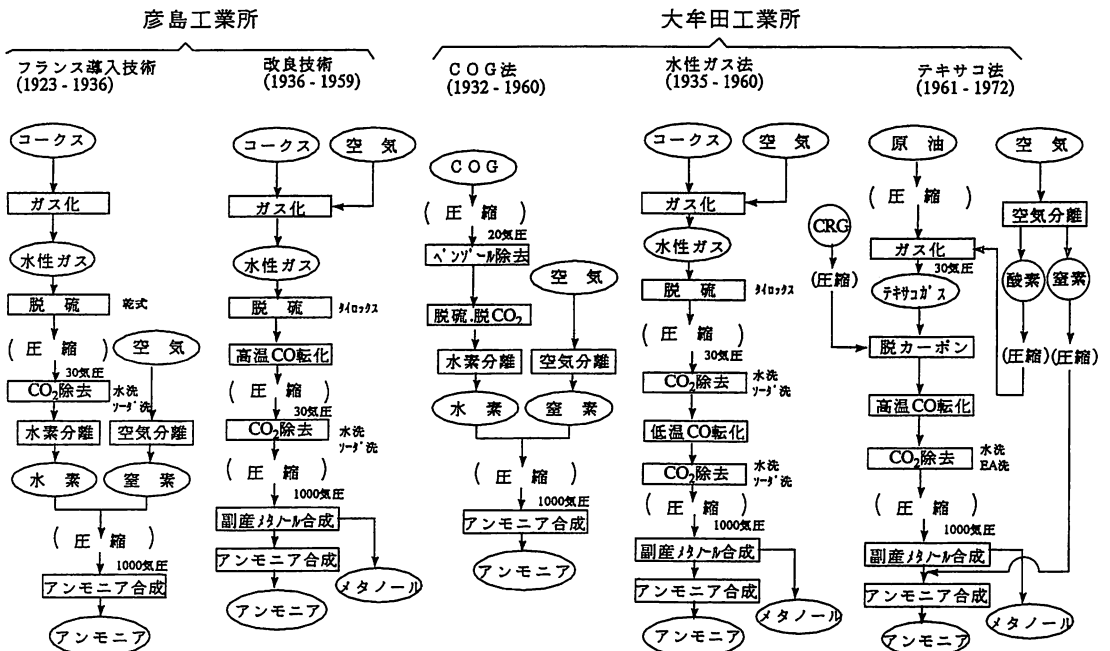 彦島工業所
フランス導入技術
(1923 - 1936)
コークス
ガス化
水性ガス
脱硫
乾式
(圧縮)
30気圧
空気
CO₂除去
水洗
ソーダ洗
水素分離
空気分離
水素
窒素
(圧縮)
1000気圧
アンモニア合成
アンモニア
改良技術
(1936 - 1959)
コークス
空気
ガス化
水性ガス
脱硫
タイロックス
高温CO転化
(圧縮)
30気圧
CO₂除去
水洗
ソーダ洗
(圧縮)
1000気圧
副産メタノール合成
アンモニア合成
メタノール
アンモニア
大牟田工業所
COG法
(1932 - 1960)
COG
(圧縮)
20気圧
ベンゾール除去
空気
脱硫.脱CO₂
水素分離
空気分離
水素
窒素
(圧縮)
1000気圧
アンモニア合成
アンモニア
水性ガス法
(1935 - 1960)
コークス
空気
ガス化
水性ガス
脱硫
タイロックス
(圧縮)
30気圧
CO₂除去
水洗
ソーダ洗
低温CO転化
CO₂除去
水洗
ソーダ洗
(圧縮)
1000気圧
副産メタノール合成
アンモニア合成
メタノール
アンモニア
テキサコ法
(1961 - 1972)
原油
空気
(圧縮)
空気分離
CRG
ガス化
30気圧
酸素
窒素
(圧縮)
テキサコガス
脱カーボン
(圧縮)
(圧縮)
高温CO転化
CO₂除去
水洗
EA洗
(圧縮)
1000気圧
副産メタノール合成
アンモニア合成
メタノール
アンモニア